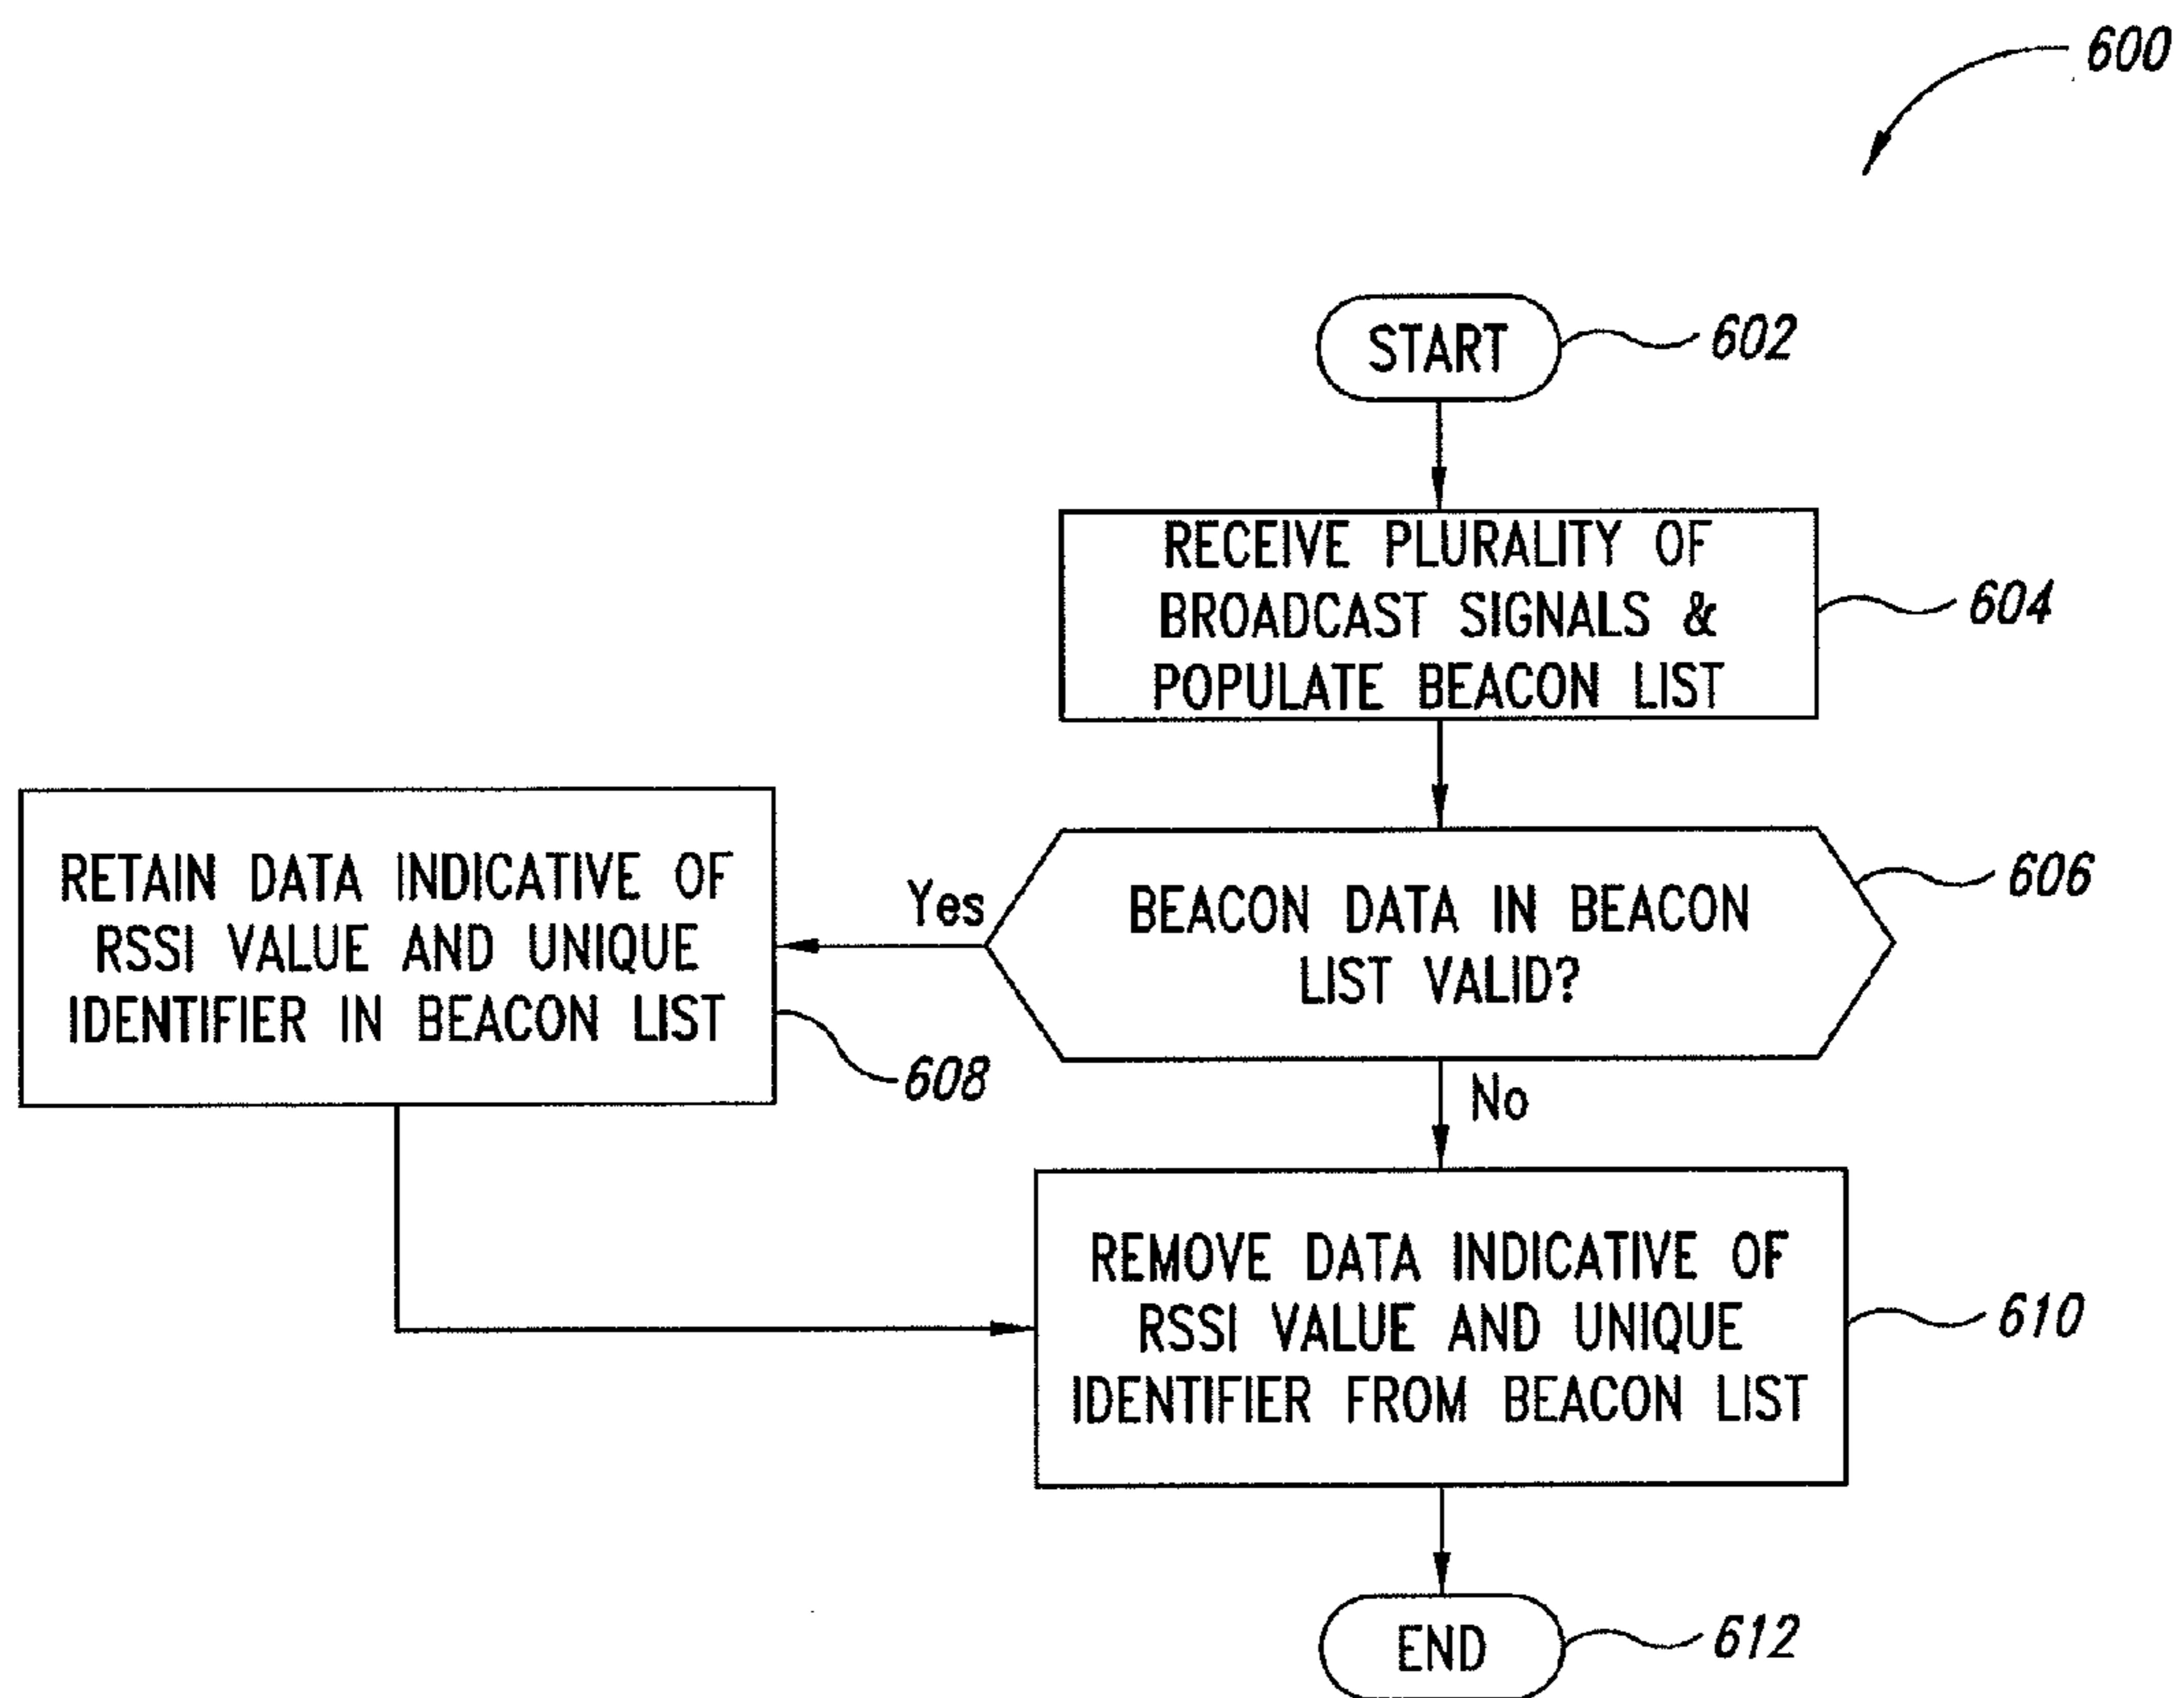 600
START
602
RECEIVE PLURALITY OF
BROADCAST SIGNALS &
POPULATE BEACON LIST
604
BEACON DATA IN BEACON
LIST VALID?
606
Yes
RETAIN DATA INDICATIVE OF
RSSI VALUE AND UNIQUE
IDENTIFIER IN BEACON LIST
608
No
REMOVE DATA INDICATIVE OF
RSSI VALUE AND UNIQUE
IDENTIFIER FROM BEACON LIST
610
END
612